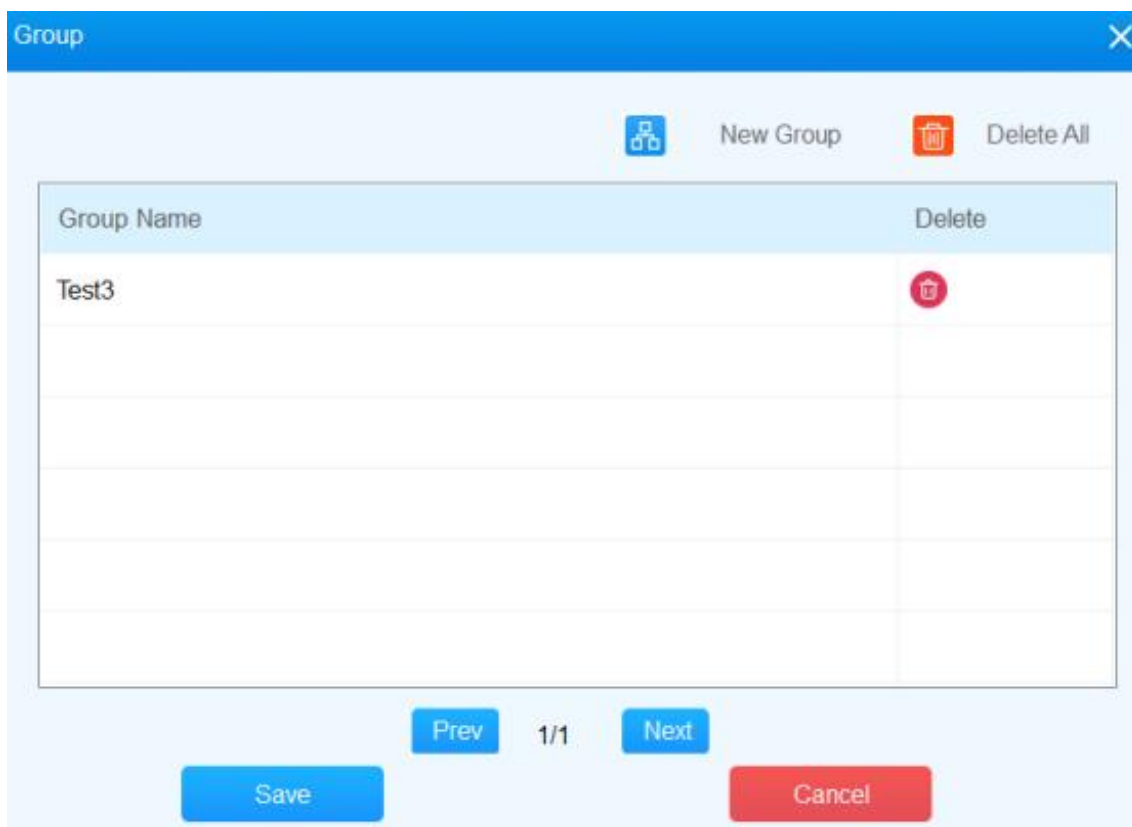 Group
New Group Delete All
Group Name Delete
Test3
Prev 1/1 Next
Save Cancel